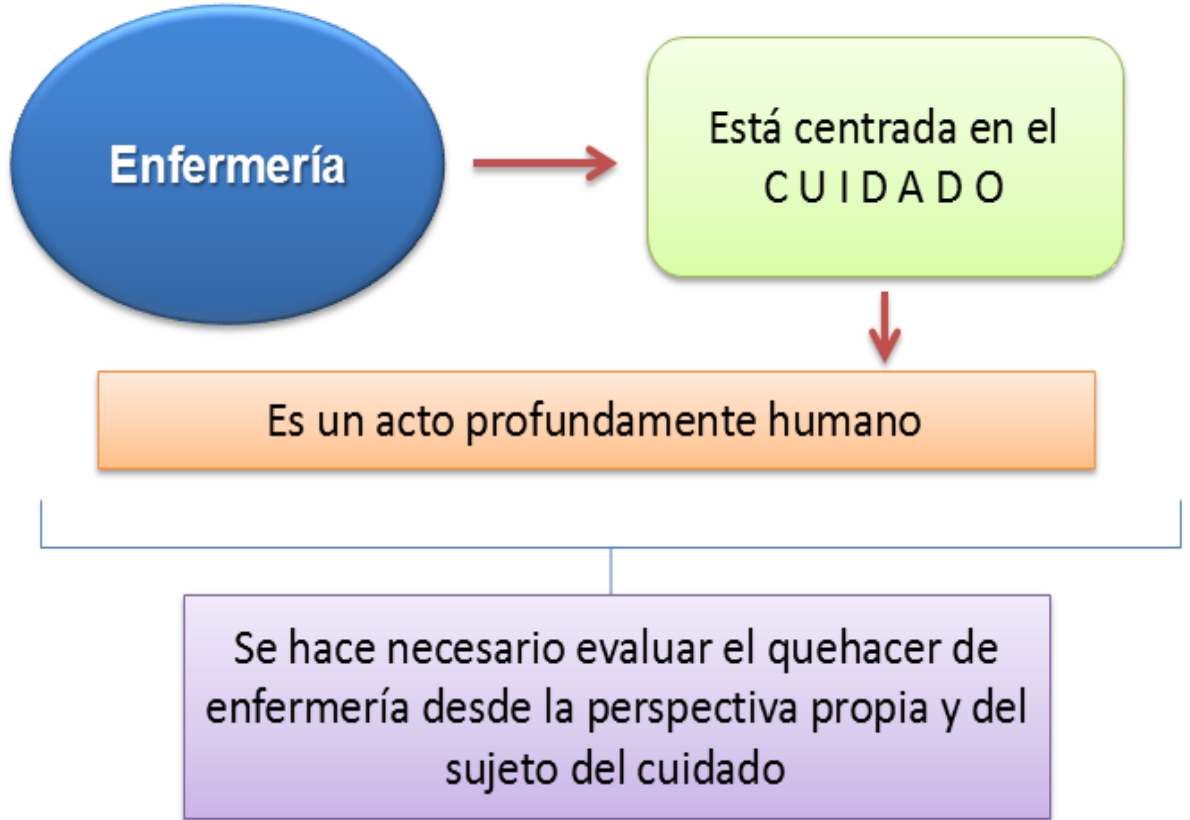 Enfermería
Está centrada en el
C U I D A D O
Es un acto profundamente humano
Se hace necesario evaluar el quehacer de
enfermería desde la perspectiva propia y del
sujeto del cuidado